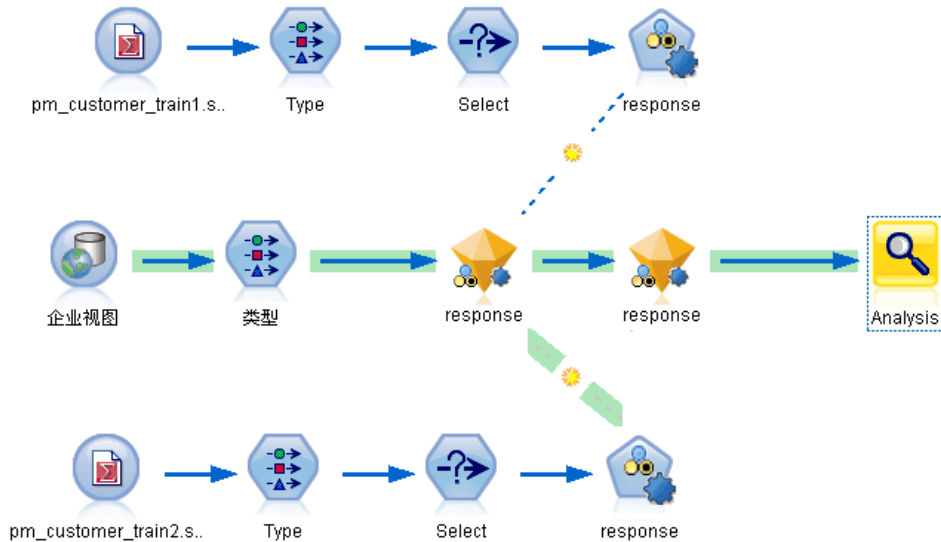 pm_customer_train1.s..
Type
Select
response
企业视图
类型
response
response
Analysis
pm_customer_train2.s..
Type
Select
response